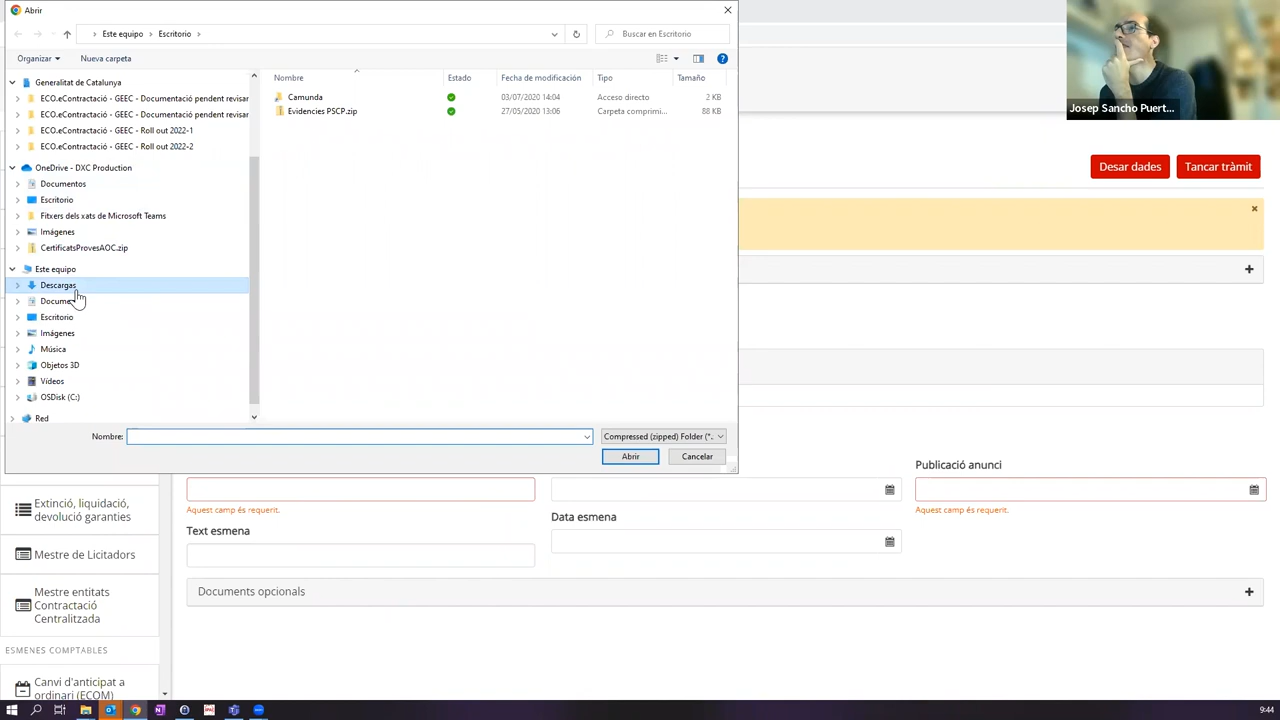 Abrir
Este equipo
Escritorio
Buscar en Escritorio
Organizar
Nueva carpeta
Generalitat de Catalunya
ECO.eContractació - GEEC - Documentació pendent revisar
ECO.eContractació - GEEC - Documentació pendent revisar
ECO.eContractació - GEEC - Roll out 2022-1
ECO.eContractació - GEEC - Roll out 2022-2
OneDrive - DXC Production
Documentos
Escritorio
Fitxers dels xats de Microsoft Teams
Imágenes
CertificatsProvesAOC.zip
Este equipo
Descargas
Docume
Escritorio
Imágenes
Música
Objetos 3D
Vídeos
OSDisk (C:)
Red
Nombre Estado Fecha de modificación Tipo Tamaño
Camunda 03/07/2020 14:04 Acceso directo 2 KB
Evidencies PSCP.zip 27/05/2020 13:06 Carpeta comprimi... 88 KB
Nombre:
Compressed (zipped) Folder (*.
Abrir
Cancelar
Josep Sancho Puert...
Desar dades
Tancar tràmit
Publicació anunci
Aquest camp és requerit.
Aquest camp és requerit.
Text esmena
Data esmena
Documents opcionals
Extinció, liquidació,
devolució garanties
Mestre de Licitadors
Mestre entitats
Contractació
Centralitzada
ESMENES COMPTABLES
Canvi d'anticipat a
ordinari (ECOM)
9:44